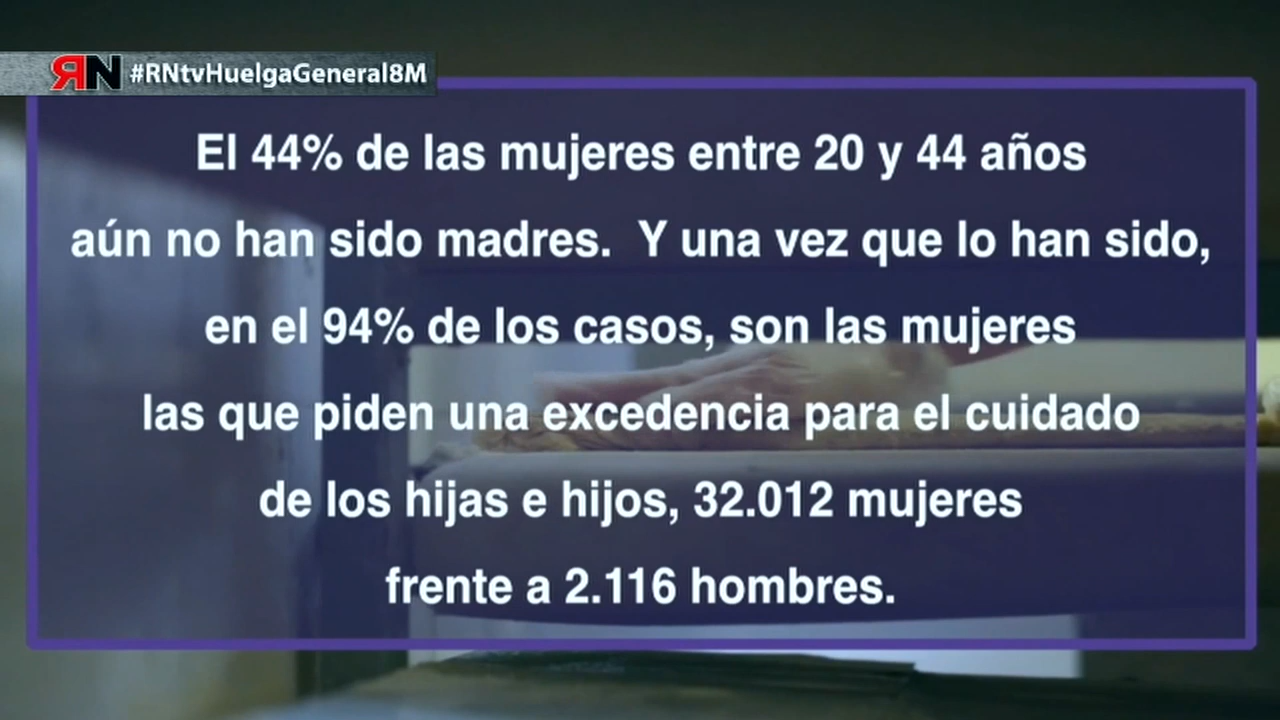 RN #RNtvHuelgaGeneral8M
El 44% de las mujeres entre 20 y 44 años
aún no han sido madres. Y una vez que lo han sido,
en el 94% de los casos, son las mujeres
las que piden una excedencia para el cuidado
de los hijas e hijos, 32.012 mujeres
frente a 2.116 hombres.